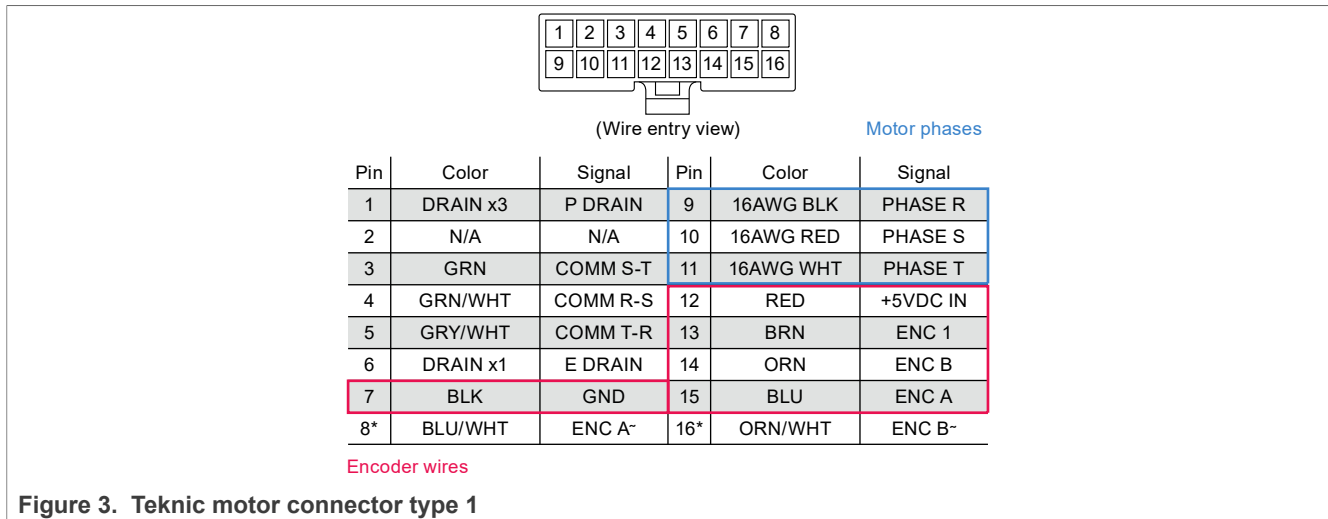 1 2 3 4 5 6 7 8
9 10 11 12 13 14 15 16
(Wire entry view) Motor phases
Pin Color Signal Pin Color Signal
1 DRAIN x3 P DRAIN 9 16AWG BLK PHASE R
2 N/A N/A 10 16AWG RED PHASE S
3 GRN COMM S-T 11 16AWG WHT PHASE T
4 GRN/WHT COMM R-S 12 RED +5VDC IN
5 GRY/WHT COMM T-R 13 BRN ENC 1
6 DRAIN x1 E DRAIN 14 ORN ENC B
7 BLK GND 15 BLU ENC A
8* BLU/WHT ENC A~ 16* ORN/WHT ENC B~
Encoder wires
Figure 3. Teknic motor connector type 1